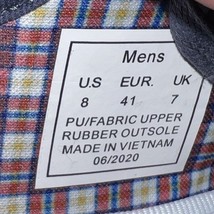 Mens
U.S EUR. UK
8 41 7
PU/FABRIC UPPER
RUBBER OUTSOLE
MADE IN VIETNAM
06/2020